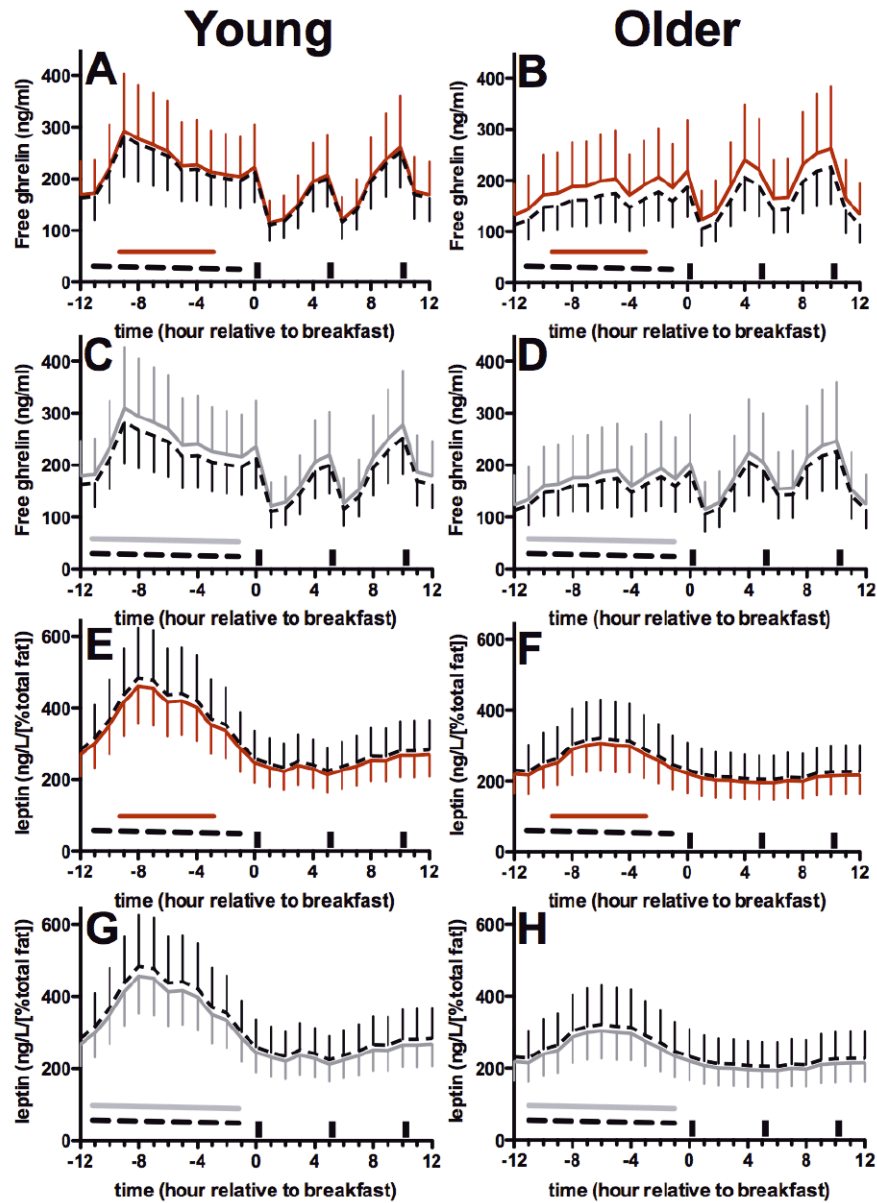 Young Older
A B
Free ghrelin (ng/ml) Free ghrelin (ng/ml)
400 400
300 300
200 200
100 100
0 0
-12 -8 -4 0 4 8 12 -12 -8 -4 0 4 8 12
time (hour relative to breakfast) time (hour relative to breakfast)
C D
Free ghrelin (ng/ml) Free ghrelin (ng/ml)
400 400
300 300
200 200
100 100
0 0
-12 -8 -4 0 4 8 12 -12 -8 -4 0 4 8 12
time (hour relative to breakfast) time (hour relative to breakfast)
E F
leptin (ng/L/[%total fat]) leptin (ng/L/[%total fat])
600 600
400 400
200 200
0 0
-12 -8 -4 0 4 8 12 -12 -8 -4 0 4 8 12
time (hour relative to breakfast) time (hour relative to breakfast)
G H
leptin (ng/L/[%total fat]) leptin (ng/L/[%total fat])
600 600
400 400
200 200
0 0
-12 -8 -4 0 4 8 12 -12 -8 -4 0 4 8 12
time (hour relative to breakfast) time (hour relative to breakfast)